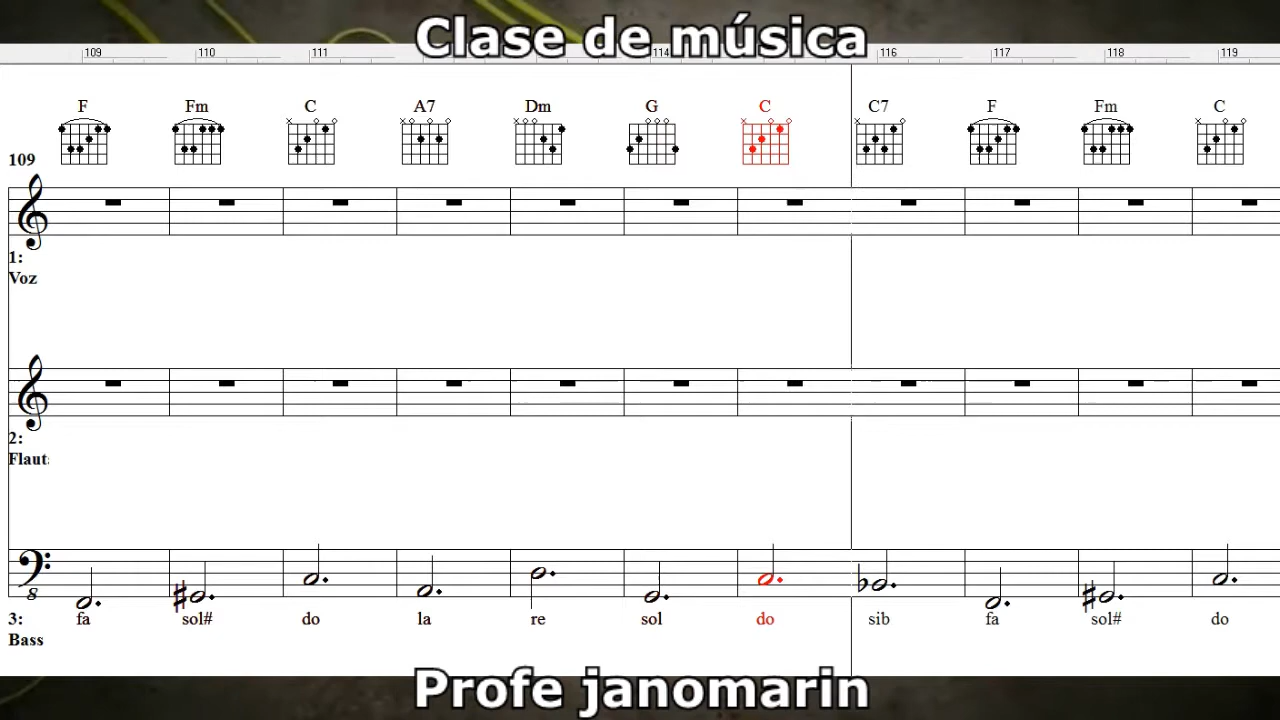 Clase de música
109 110 111 114 116 117 118 119
F Fm C A7 Dm G C C7 F Fm C
109
1:
Voz
2:
Flaut
8
3: fa sol# do la re sol do sib fa sol# do
Bass
Profe janomarin